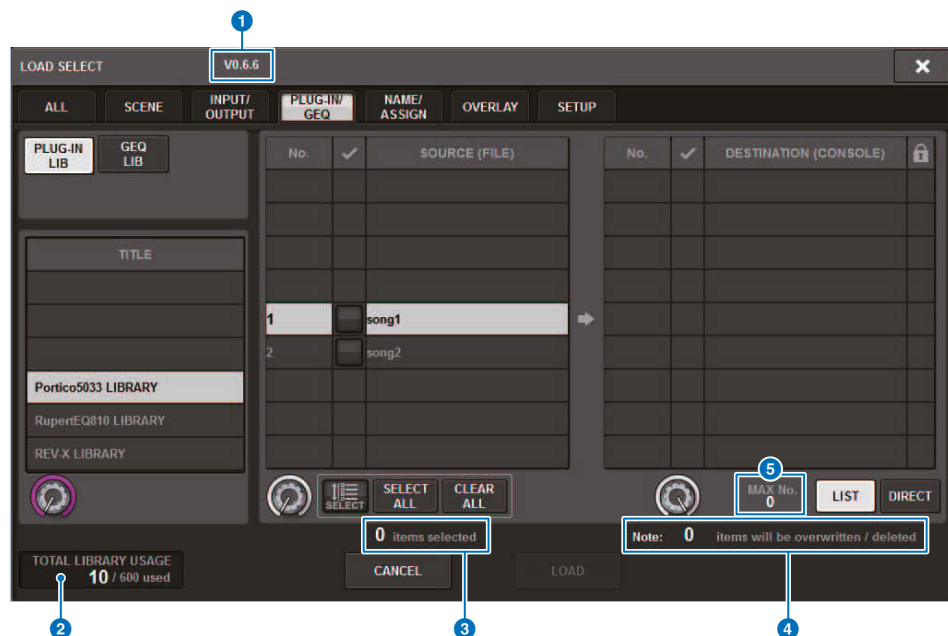 1
LOAD SELECT V0.6.6
ALL SCENE INPUT/ OUTPUT PLUG-IN/ GEQ NAME/ ASSIGN OVERLAY SETUP
PLUG-IN LIB GEQ LIB
No. SOURCE (FILE) No. DESTINATION (CONSOLE)
TITLE
1 song1
2 song2
Portico5033 LIBRARY
RupertEQ810 LIBRARY
REV-X LIBRARY
5
SELECT SELECT ALL CLEAR ALL MAX No. 0 LIST DIRECT
0 items selected Note: 0 items will be overwritten / deleted
TOTAL LIBRARY USAGE
10 / 600 used
CANCEL LOAD
2 3 4